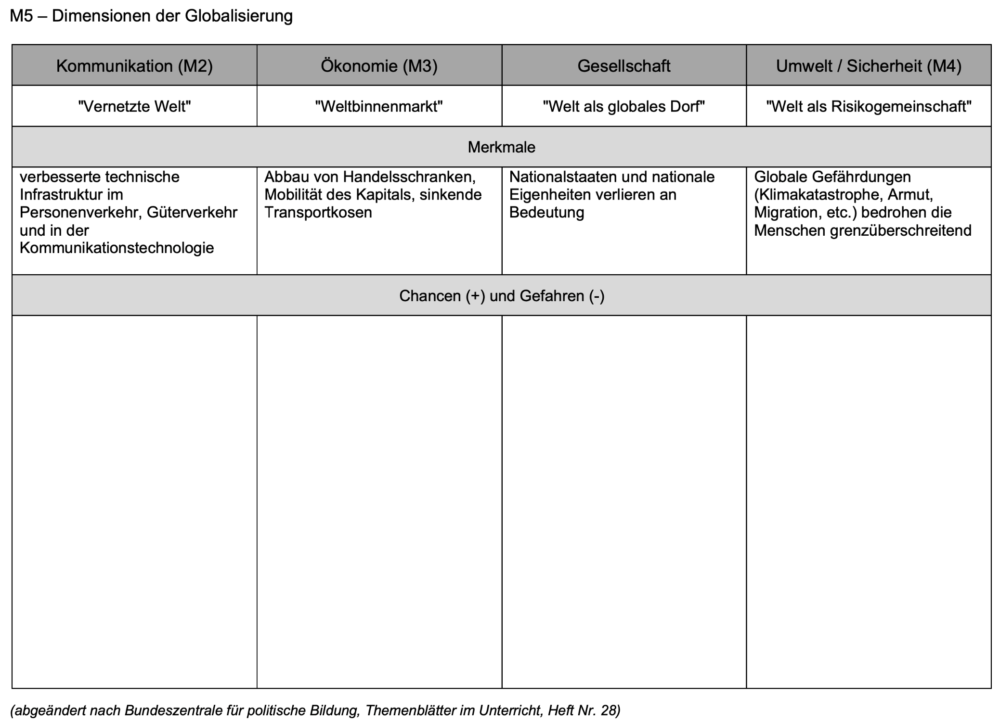 M5 – Dimensionen der Globalisierung
Kommunikation (M2)
Ökonomie (M3)
Gesellschaft
Umwelt / Sicherheit (M4)
"Vernetzte Welt"
"Weltbinnenmarkt"
"Welt als globales Dorf"
"Welt als Risikogemeinschaft"
Merkmale
verbesserte technische
Infrastruktur im
Personenverkehr, Güterverkehr
und in der
Kommunikationstechnologie
Abbau von Handelsschranken,
Mobilität des Kapitals, sinkende
Transportkosen
Nationalstaaten und nationale
Eigenheiten verlieren an
Bedeutung
Globale Gefährdungen
(Klimakatastrophe, Armut,
Migration, etc.) bedrohen die
Menschen grenzüberschreitend
Chancen (+) und Gefahren (-)
(abgeändert nach Bundeszentrale für politische Bildung, Themenblätter im Unterricht, Heft Nr. 28)